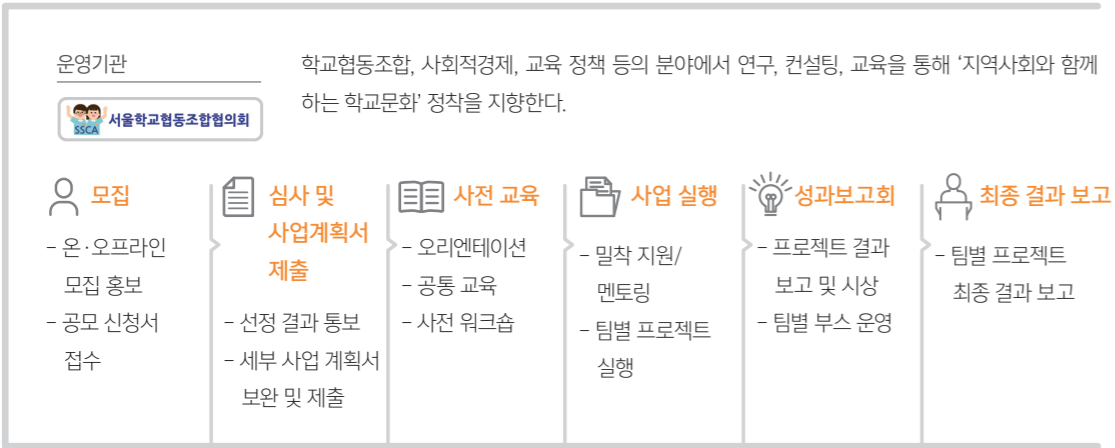 운영기관
학교협동조합, 사회적경제, 교육 정책 등의 분야에서 연구, 컨설팅, 교육을 통해 ‘지역사회와 함께
하는 학교문화’ 정착을 지향한다.
SSCA 서울학교협동조합협의회
모집
– 온·오프라인
모집 홍보
– 공모 신청서
접수
심사 및
사업계획서
제출
– 선정 결과 통보
– 세부 사업 계획서
보완 및 제출
사전 교육
– 오리엔테이션
– 공통 교육
– 사전 워크숍
사업 실행
– 밀착 지원/
멘토링
– 팀별 프로젝트
실행
성과보고회
– 프로젝트 결과
보고 및 시상
– 팀별 부스 운영
최종 결과 보고
– 팀별 프로젝트
최종 결과 보고